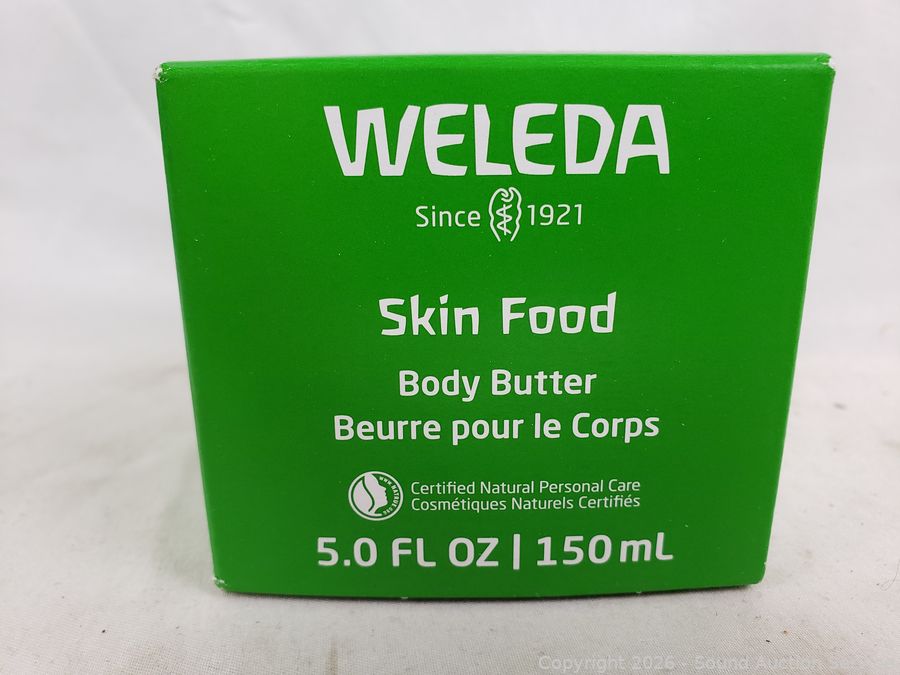 WELEDA
Since 1921
Skin Food
Body Butter
Beurre pour le Corps
Certified Natural Personal Care
Cosmétiques Naturels Certifiés
5.0 FL OZ | 150 mL
Copyright 2026 - Sound Auction Service